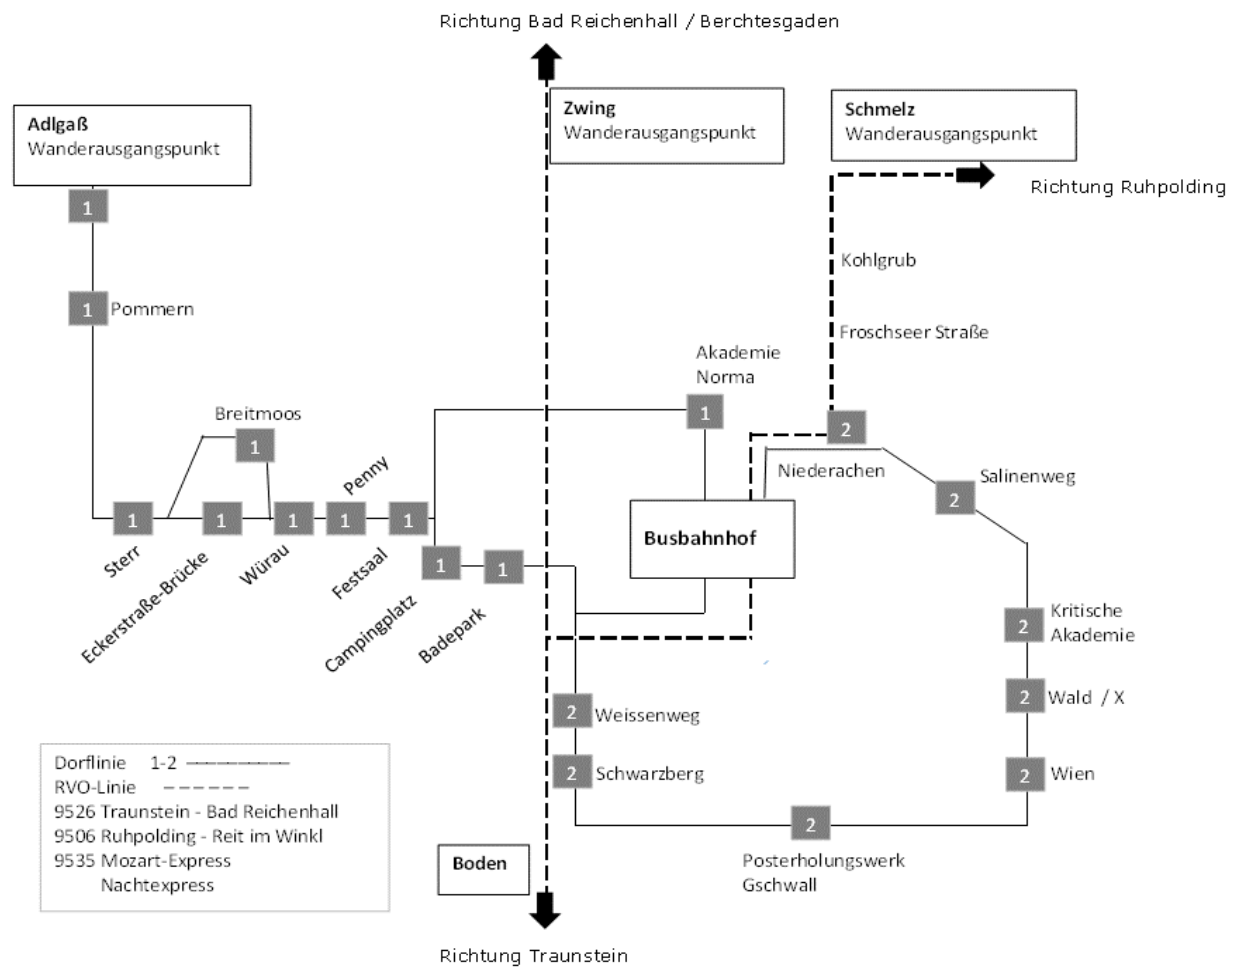 Richtung Bad Reichenhall / Berchtesgaden
Adlgaß
Wanderausgangspunkt
Zwing
Wanderausgangspunkt
Schmelz
Wanderausgangspunkt
Richtung Ruhpolding
1
1
Pommern
Kohlgrub
Froschseer Straße
Akademie
Norma
1
Breitmoos
1
2
Niederachen
Salinenweg
2
Penny
1
1
1
1
1
Sterr
Eckerstraße-Brücke
Würau
Festsaal
1
1
Campingplatz
Badepark
Busbahnhof
2
Kritische
Akademie
2
Wald / X
2
Wien
2
Weissenweg
2
Schwarzberg
2
Posterholungswerk
Gschwall
Dorflinie 1-2
RVO-Linie
9526 Traunstein - Bad Reichenhall
9506 Ruhpolding - Reit im Winkl
9535 Mozart-Express
Nachtexpress
Boden
Richtung Traunstein